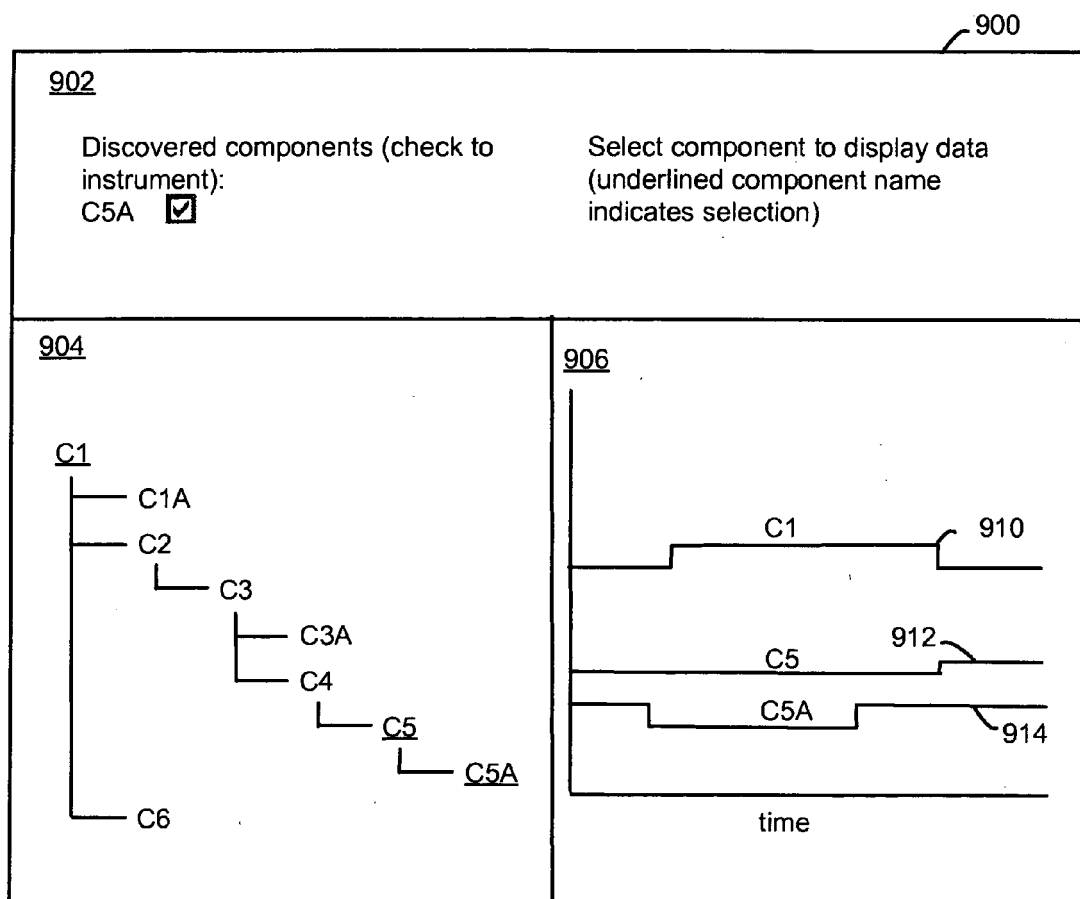 900
902
Discovered components (check to
instrument):
C5A
Select component to display data
(underlined component name
indicates selection)
904
C1
C1A
C2
C3
C3A
C4
C5
C5A
C6
906
C1
910
912
C5
C5A
914
time